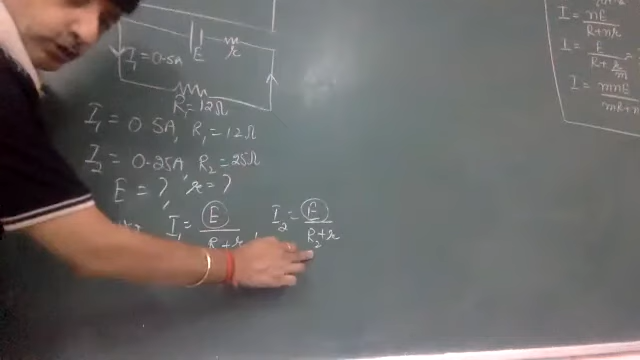 I₁ = 0.5A
E
r
R₁ = 12Ω
I₁ = 0.5A, R₁ = 12Ω
I₂ = 0.25A R₂ = 25Ω
E = ?, r = ?
I₁ = E / R₁ + r, I₂ = E / R₂ + r
I = nE / R + nr
I = E / R + r/m =
I = mnE / mR + n